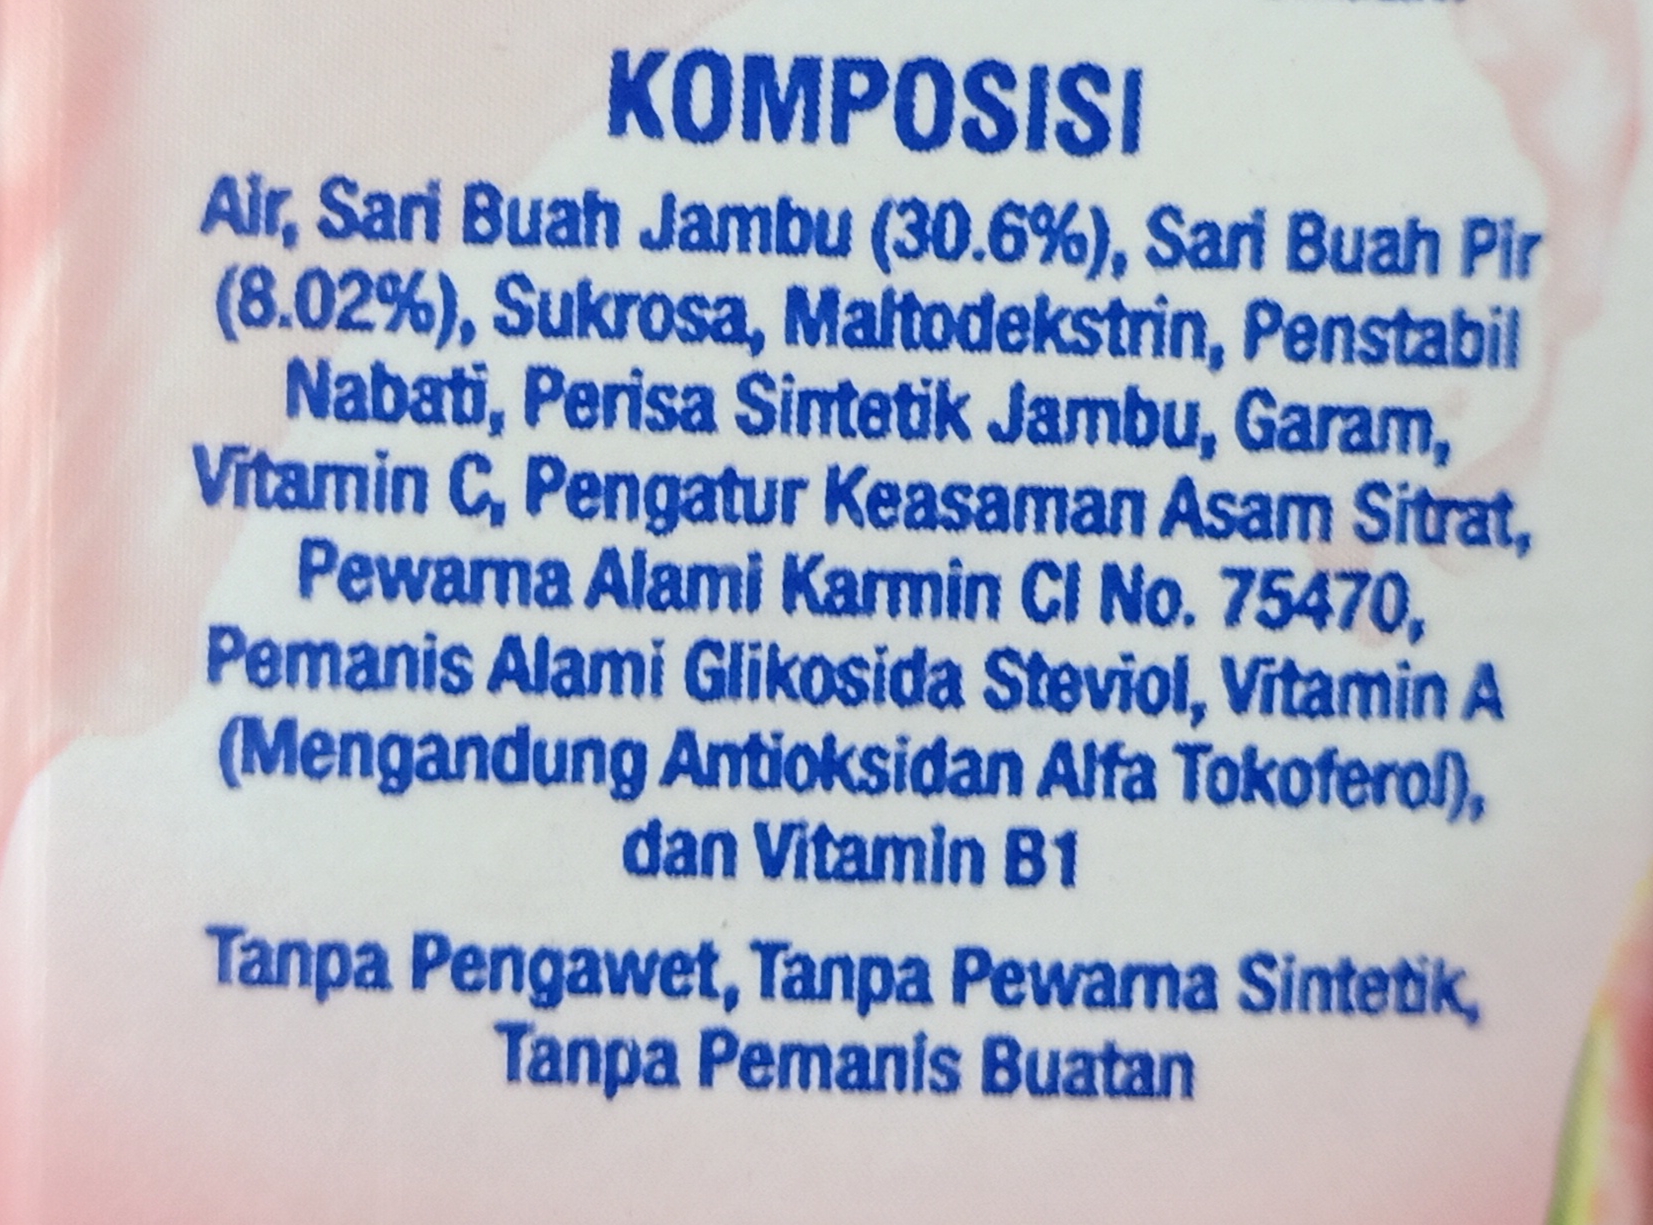 KOMPOSISI
Air, Sari Buah Jambu (30.6%), Sari Buah Pir
(8.02%), Sukrosa, Maltodekstrin, Penstabil
Nabati, Perisa Sintetik Jambu, Garam,
Vitamin C, Pengatur Keasaman Asam Sitrat,
Pewarna Alami Karmin CI No. 75470,
Pemanis Alami Glikosida Steviol, Vitamin A
(Mengandung Antioksidan Alfa Tokoferol),
dan Vitamin B1
Tanpa Pengawet, Tanpa Pewarna Sintetik,
Tanpa Pemanis Buatan